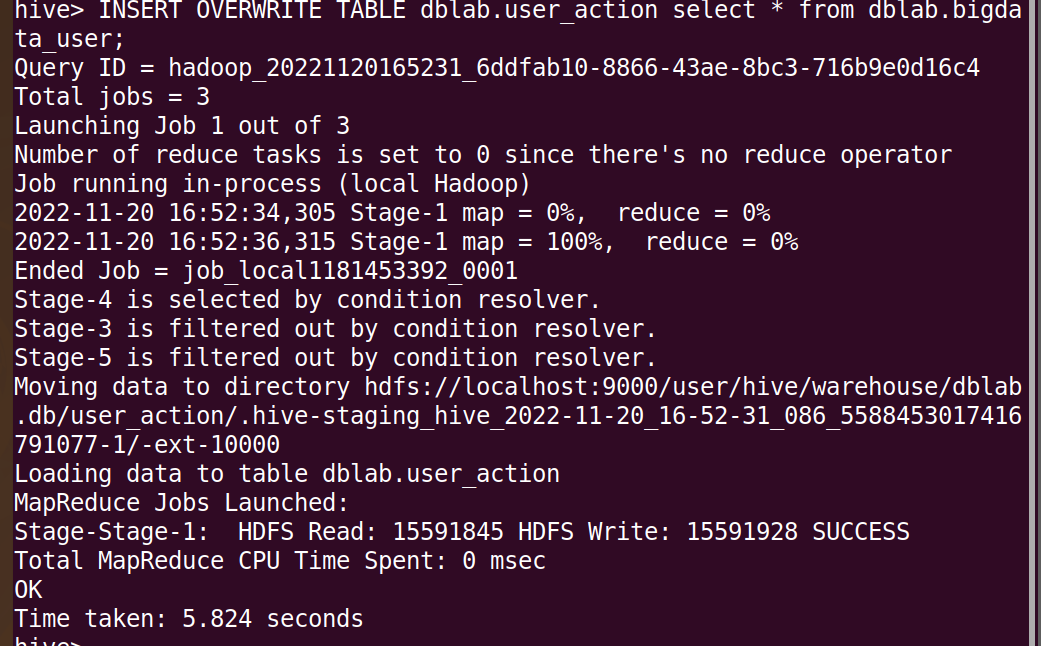 hive> INSERT OVERWRITE TABLE dblab.user_action select * from dblab.bigda
ta_user;
Query ID = hadoop_20221120165231_6ddfab10-8866-43ae-8bc3-716b9e0d16c4
Total jobs = 3
Launching Job 1 out of 3
Number of reduce tasks is set to 0 since there's no reduce operator
Job running in-process (local Hadoop)
2022-11-20 16:52:34,305 Stage-1 map = 0%,  reduce = 0%
2022-11-20 16:52:36,315 Stage-1 map = 100%,  reduce = 0%
Ended Job = job_local1181453392_0001
Stage-4 is selected by condition resolver.
Stage-3 is filtered out by condition resolver.
Stage-5 is filtered out by condition resolver.
Moving data to directory hdfs://localhost:9000/user/hive/warehouse/dblab
.db/user_action/.hive-staging_hive_2022-11-20_16-52-31_086_5588453017416
791077-1/-ext-10000
Loading data to table dblab.user_action
MapReduce Jobs Launched:
Stage-Stage-1:  HDFS Read: 15591845 HDFS Write: 15591928 SUCCESS
Total MapReduce CPU Time Spent: 0 msec
OK
Time taken: 5.824 seconds
hive>